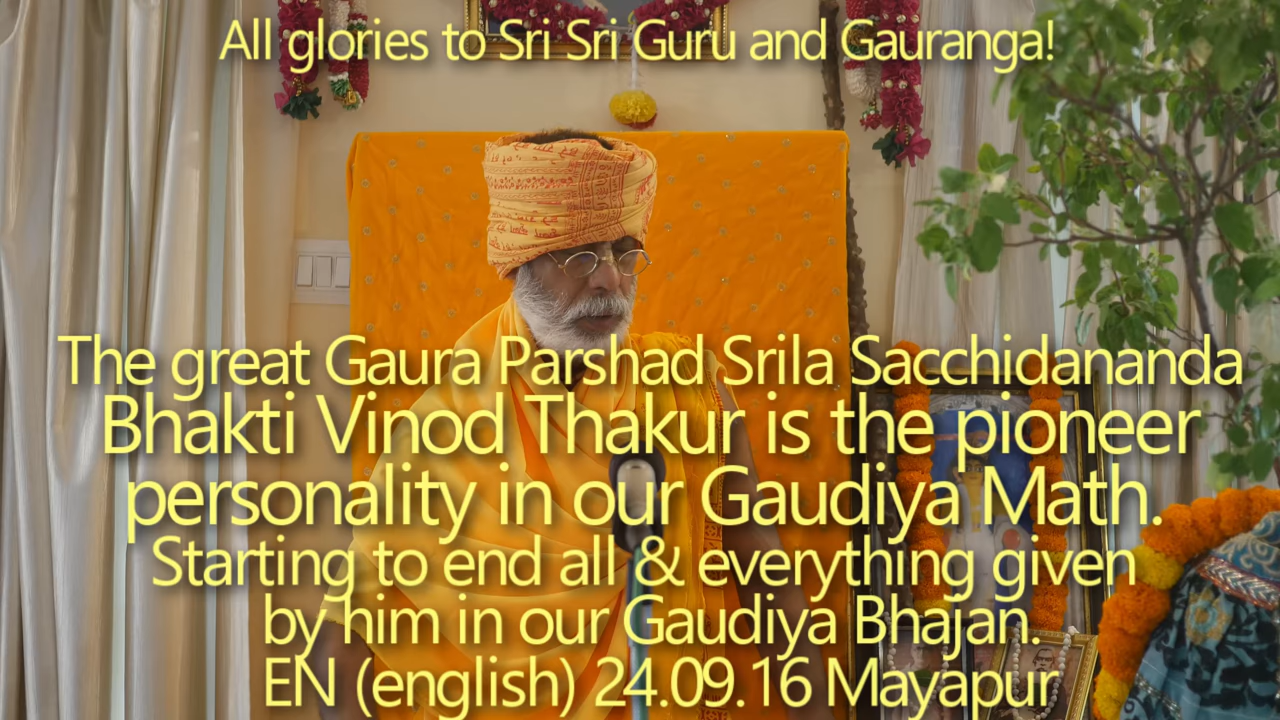 All glories to Sri Sri Guru and Gauranga!
The great Gaura Parshad Srila Sacchidananda
Bhakti Vinod Thakur is the pioneer
personality in our Gaudiya Math.
Starting to end all & everything given
by him in our Gaudiya Bhajan.
EN (english) 24.09.16 Mayapur